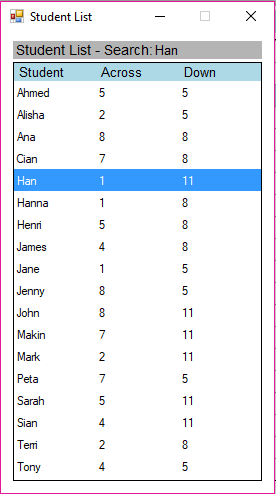 Student List
Student List - Search: Han
Student Across Down
Ahmed 5 5
Alisha 2 5
Ana 8 8
Cian 7 8
Han 1 11
Hanna 1 8
Henri 5 8
James 4 8
Jane 1 5
Jenny 8 5
John 8 11
Makin 7 11
Mark 2 11
Peta 7 5
Sarah 5 11
Sian 4 11
Terri 2 8
Tony 4 5